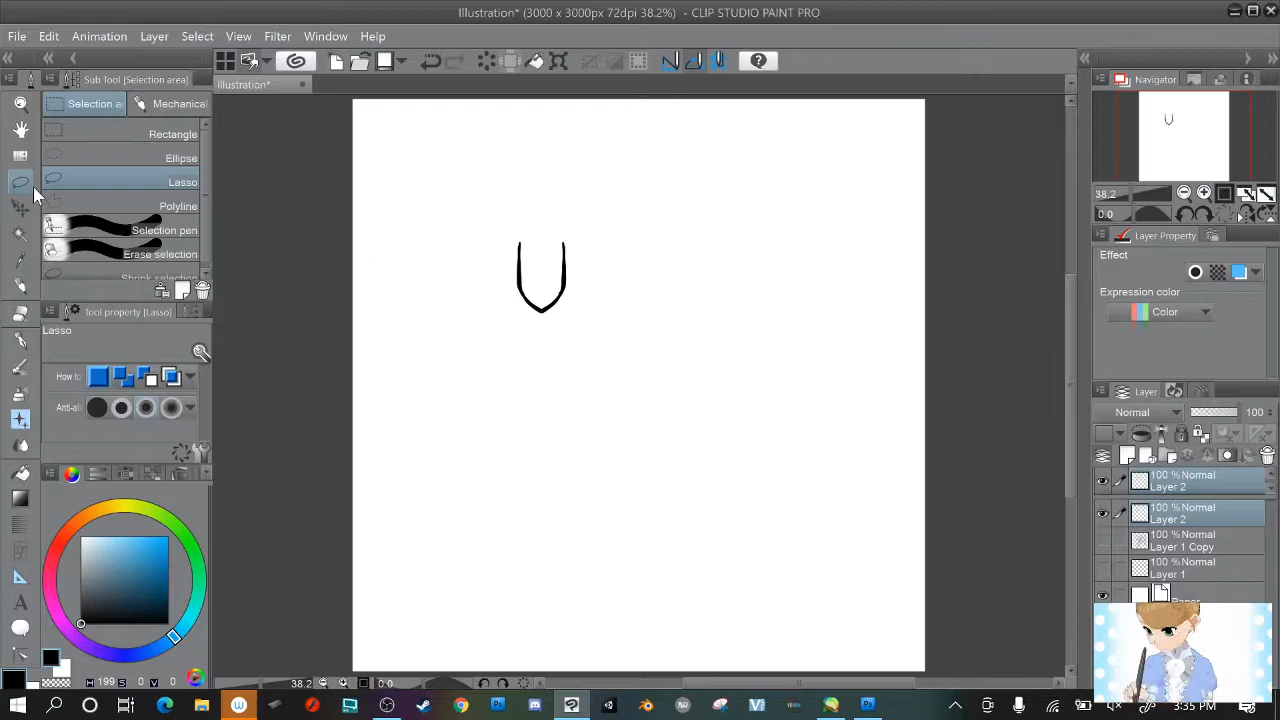 Illustration* (3000 x 3000px 72dpi 38.2%) - CLIP STUDIO PAINT PRO
File Edit Animation Layer Select View Filter Window Help
Sub Tool [Selection area]
Illustration*
Navigator
Selection ar
Mechanical
Rectangle
Ellipse
Lasso
Polyline
Selection pen
Erase selection
Shrink selection
38.2
0.0
Layer Property
Effect
Expression color
Color
Tool property [Lasso]
Lasso
How to
Anti-ali
Layer
Normal 100
100 % Normal
Layer 2
100 % Normal
Layer 2
100 % Normal
Layer 1 Copy
100 % Normal
Layer 1
Paper
H 199 S 0 V 0
38.2 0.0
3:35 PM